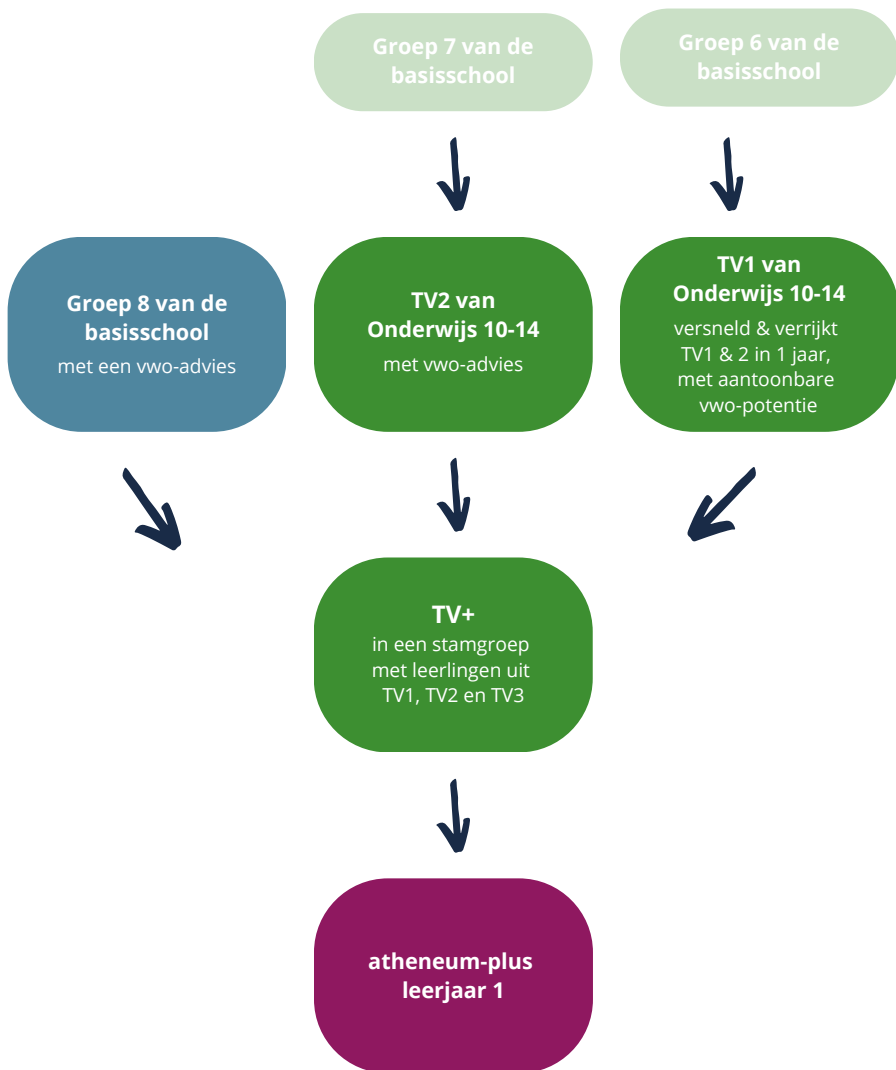 Groep 7 van de
basisschool
Groep 6 van de
basisschool
Groep 8 van de
basisschool
met een vwo-advies
TV2 van
Onderwijs 10-14
met vwo-advies
TV1 van
Onderwijs 10-14
versneld & verrijkt
TV1 & 2 in 1 jaar,
met aantoonbare
vwo-potentie
TV+
in een stamgroep
met leerlingen uit
TV1, TV2 en TV3
atheneum-plus
leerjaar 1